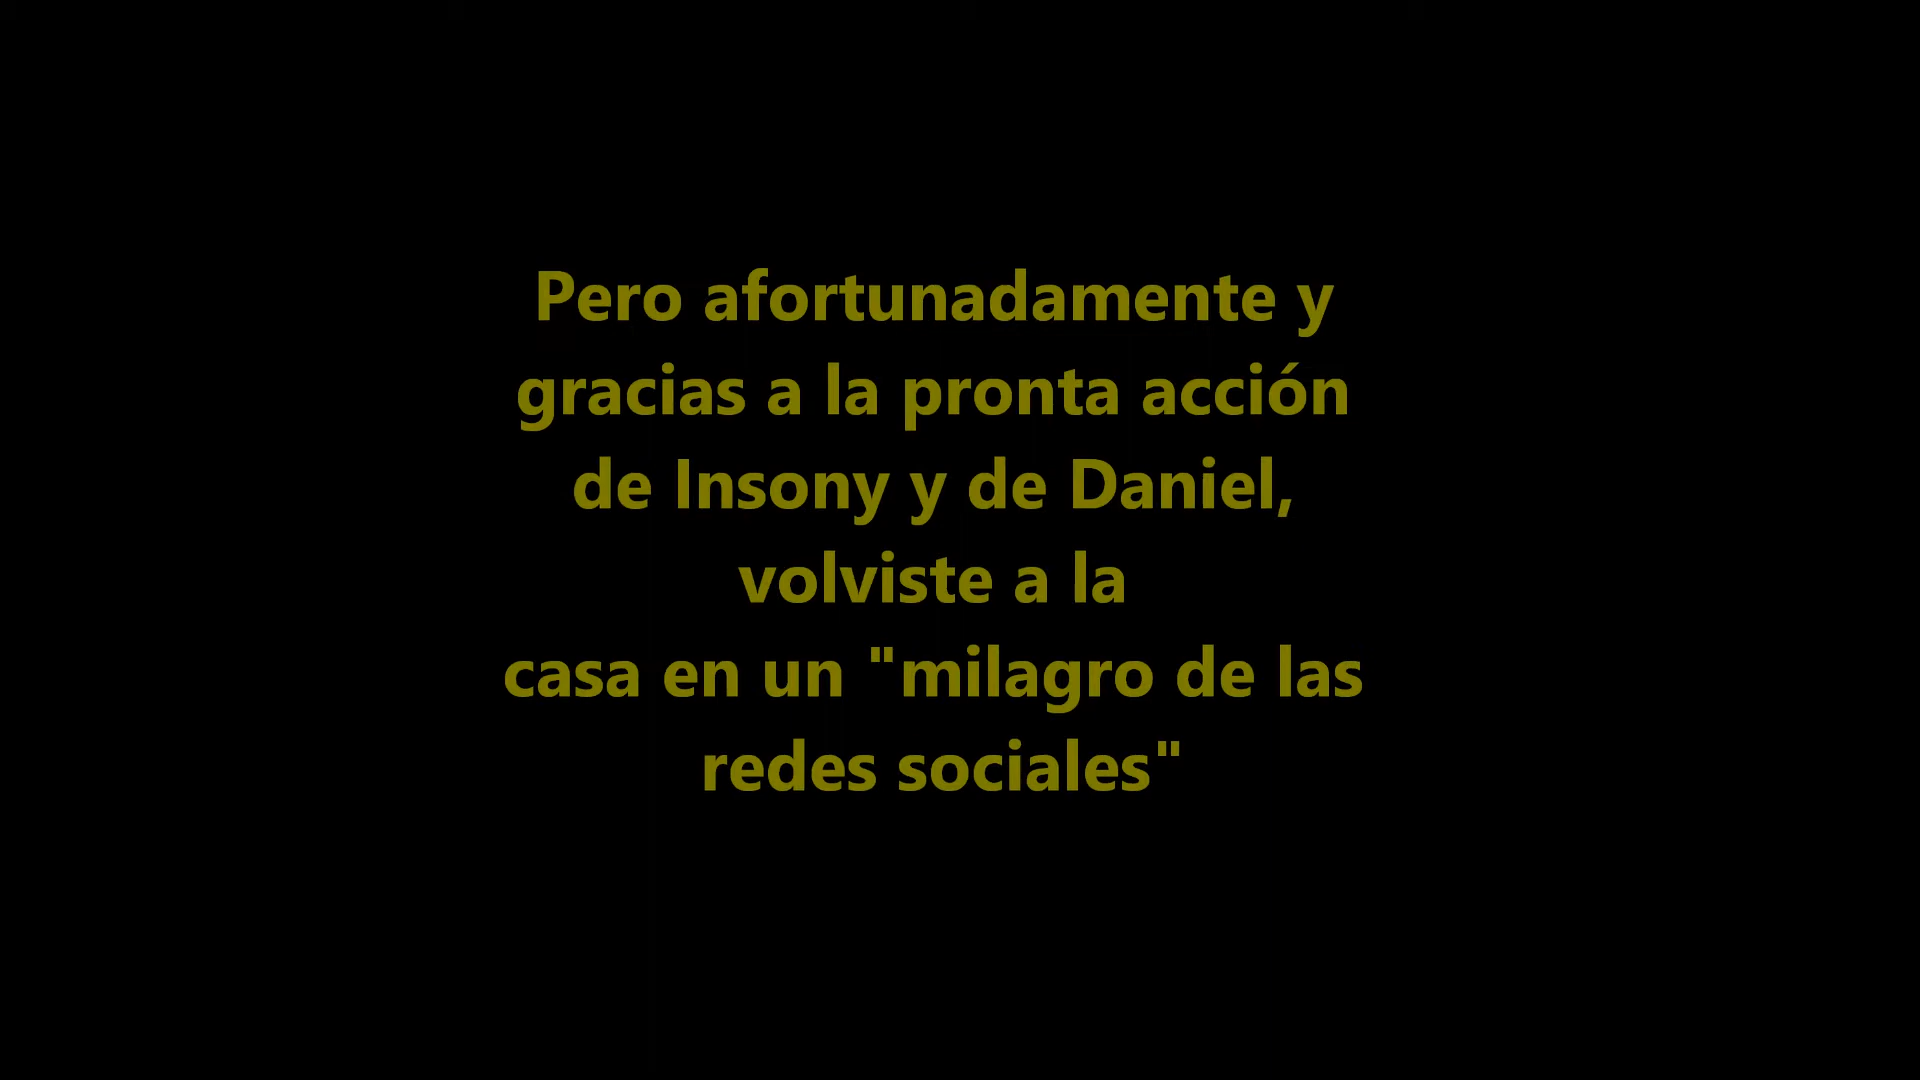 Pero afortunadamente y
gracias a la pronta acción
de Insony y de Daniel,
volviste a la
casa en un "milagro de las
redes sociales"